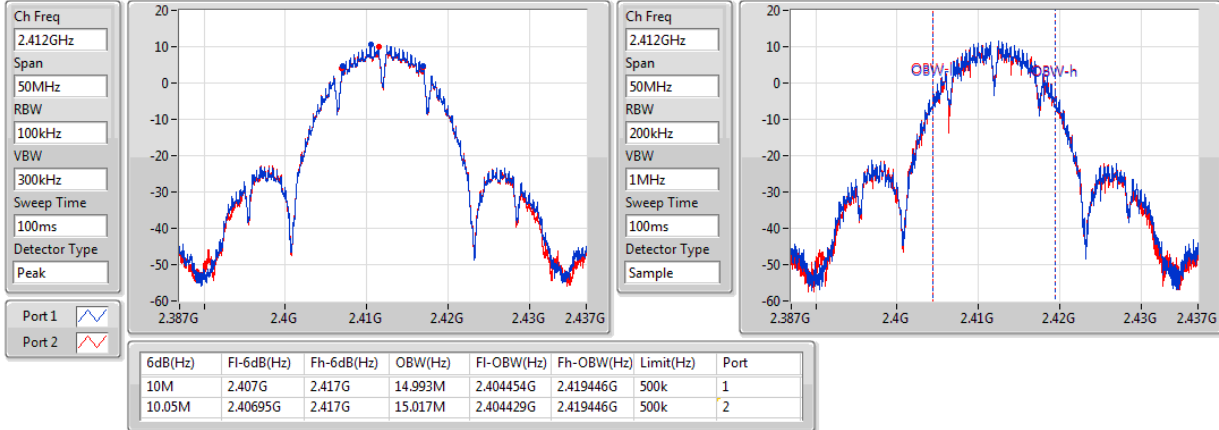 Ch Freq
2.412GHz
Span
50MHz
RBW
100kHz
VBW
300kHz
Sweep Time
100ms
Detector Type
Peak
Port 1
Port 2
20
10
0
-10
-20
-30
-40
-50
-60
2.387G 2.4G 2.41G 2.42G 2.43G 2.437G
Ch Freq
2.412GHz
Span
50MHz
RBW
200kHz
VBW
1MHz
Sweep Time
100ms
Detector Type
Sample
20
10
0
-10
-20
-30
-40
-50
-60
OBW-l OBW-h
2.387G 2.4G 2.41G 2.42G 2.43G 2.437G
6dB(Hz) Fl-6dB(Hz) Fh-6dB(Hz) OBW(Hz) Fl-OBW(Hz) Fh-OBW(Hz) Limit(Hz) Port
10M 2.407G 2.417G 14.993M 2.404454G 2.419446G 500k 1
10.05M 2.40695G 2.417G 15.017M 2.404429G 2.419446G 500k 2